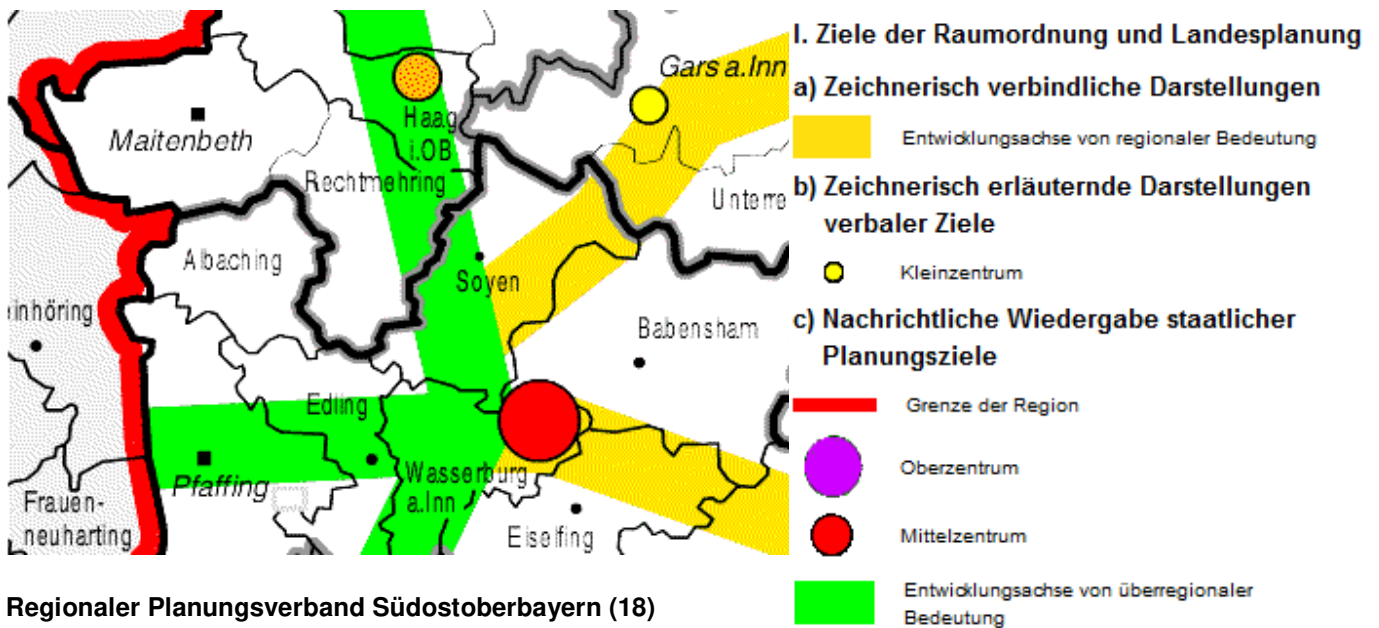 Gars a.Inn
Haag
i.OB
Maitenbeth
Rechtmehring
Unterre
Albaching
Soyen
inhöring
Babensham
Edling
Pfaffing
Wasserburg
a.Inn
Frauen-
neuharting
Eiselfing
Regionaler Planungsverband Südostoberbayern (18)
I. Ziele der Raumordnung und Landesplanung
a) Zeichnerisch verbindliche Darstellungen
Entwicklungsachse von regionaler Bedeutung
b) Zeichnerisch erläuternde Darstellungen
verbaler Ziele
Kleinzentrum
c) Nachrichtliche Wiedergabe staatlicher
Planungsziele
Grenze der Region
Oberzentrum
Mittelzentrum
Entwicklungsachse von überregionaler
Bedeutung